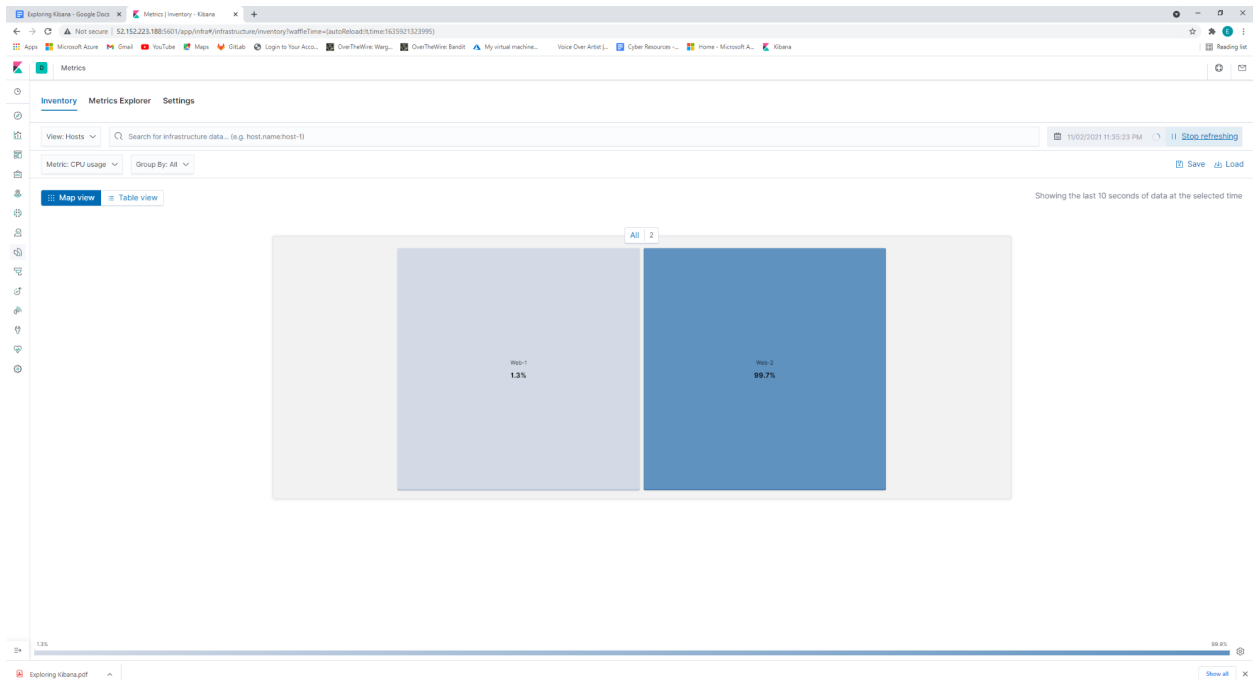 Exploring Kibana - Google Docs
Metrics | Inventory - Kibana
Not secure | 52.152.223.188:5601/app/infra#/infrastructure/inventory?waffleTime=(autoReload:!t,time:1635921323995)
Apps Microsoft Azure Gmail YouTube Maps GitLab Login to Your Acco... OverTheWire: Warg... OverTheWire: Bandit My virtual machine... Voice Over Artist |... Cyber Resources -... Home - Microsoft A... Kibana Reading list
D Metrics
Inventory Metrics Explorer Settings
View: Hosts Search for infrastructure data... (e.g. host.name:host-1) 11/02/2021 11:35:23 PM Stop refreshing
Metric: CPU usage Group By: All Save Load
Map view Table view Showing the last 10 seconds of data at the selected time
All 2
Web-1
1.3%
Web-2
99.7%
1.3% 99.9%
Exploring Kibana.pdf Show all